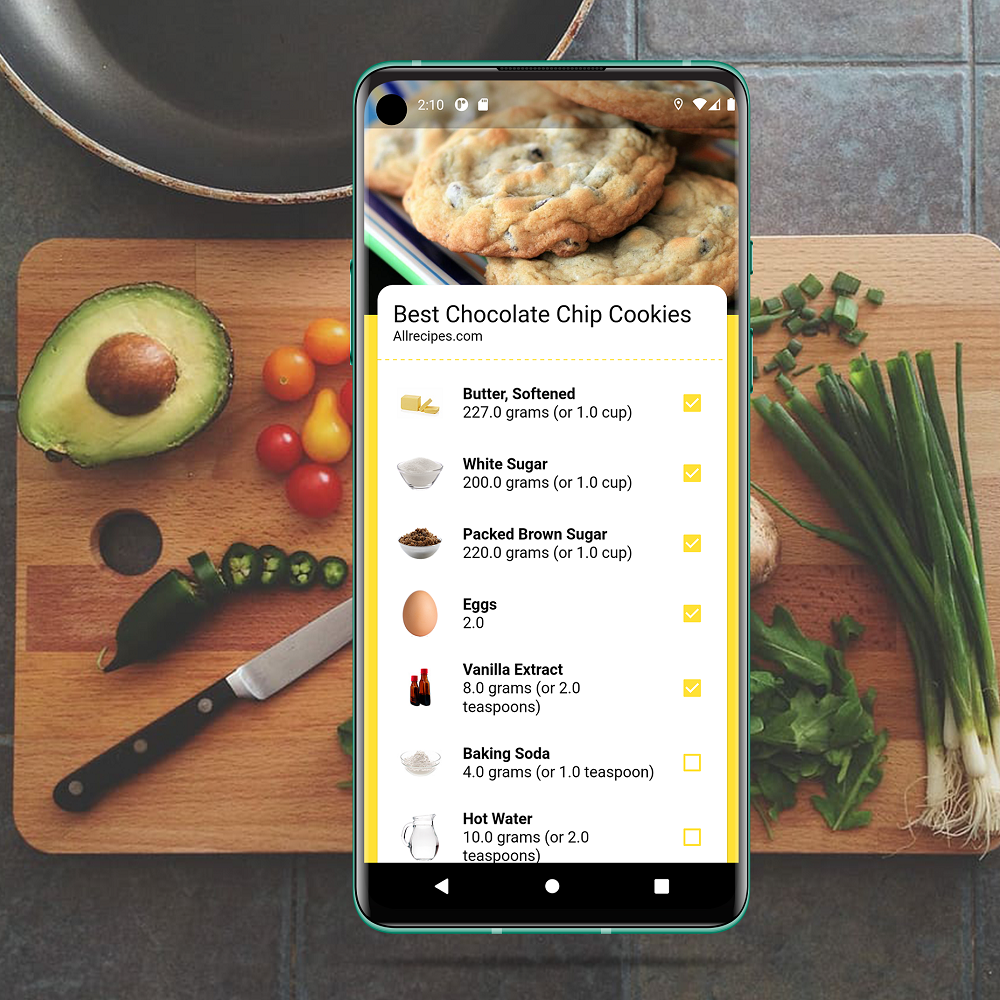 2:10
Best Chocolate Chip Cookies
Allrecipes.com
Butter, Softened
227.0 grams (or 1.0 cup)
White Sugar
200.0 grams (or 1.0 cup)
Packed Brown Sugar
220.0 grams (or 1.0 cup)
Eggs
2.0
Vanilla Extract
8.0 grams (or 2.0
teaspoons)
Baking Soda
4.0 grams (or 1.0 teaspoon)
Hot Water
10.0 grams (or 2.0
teaspoons)